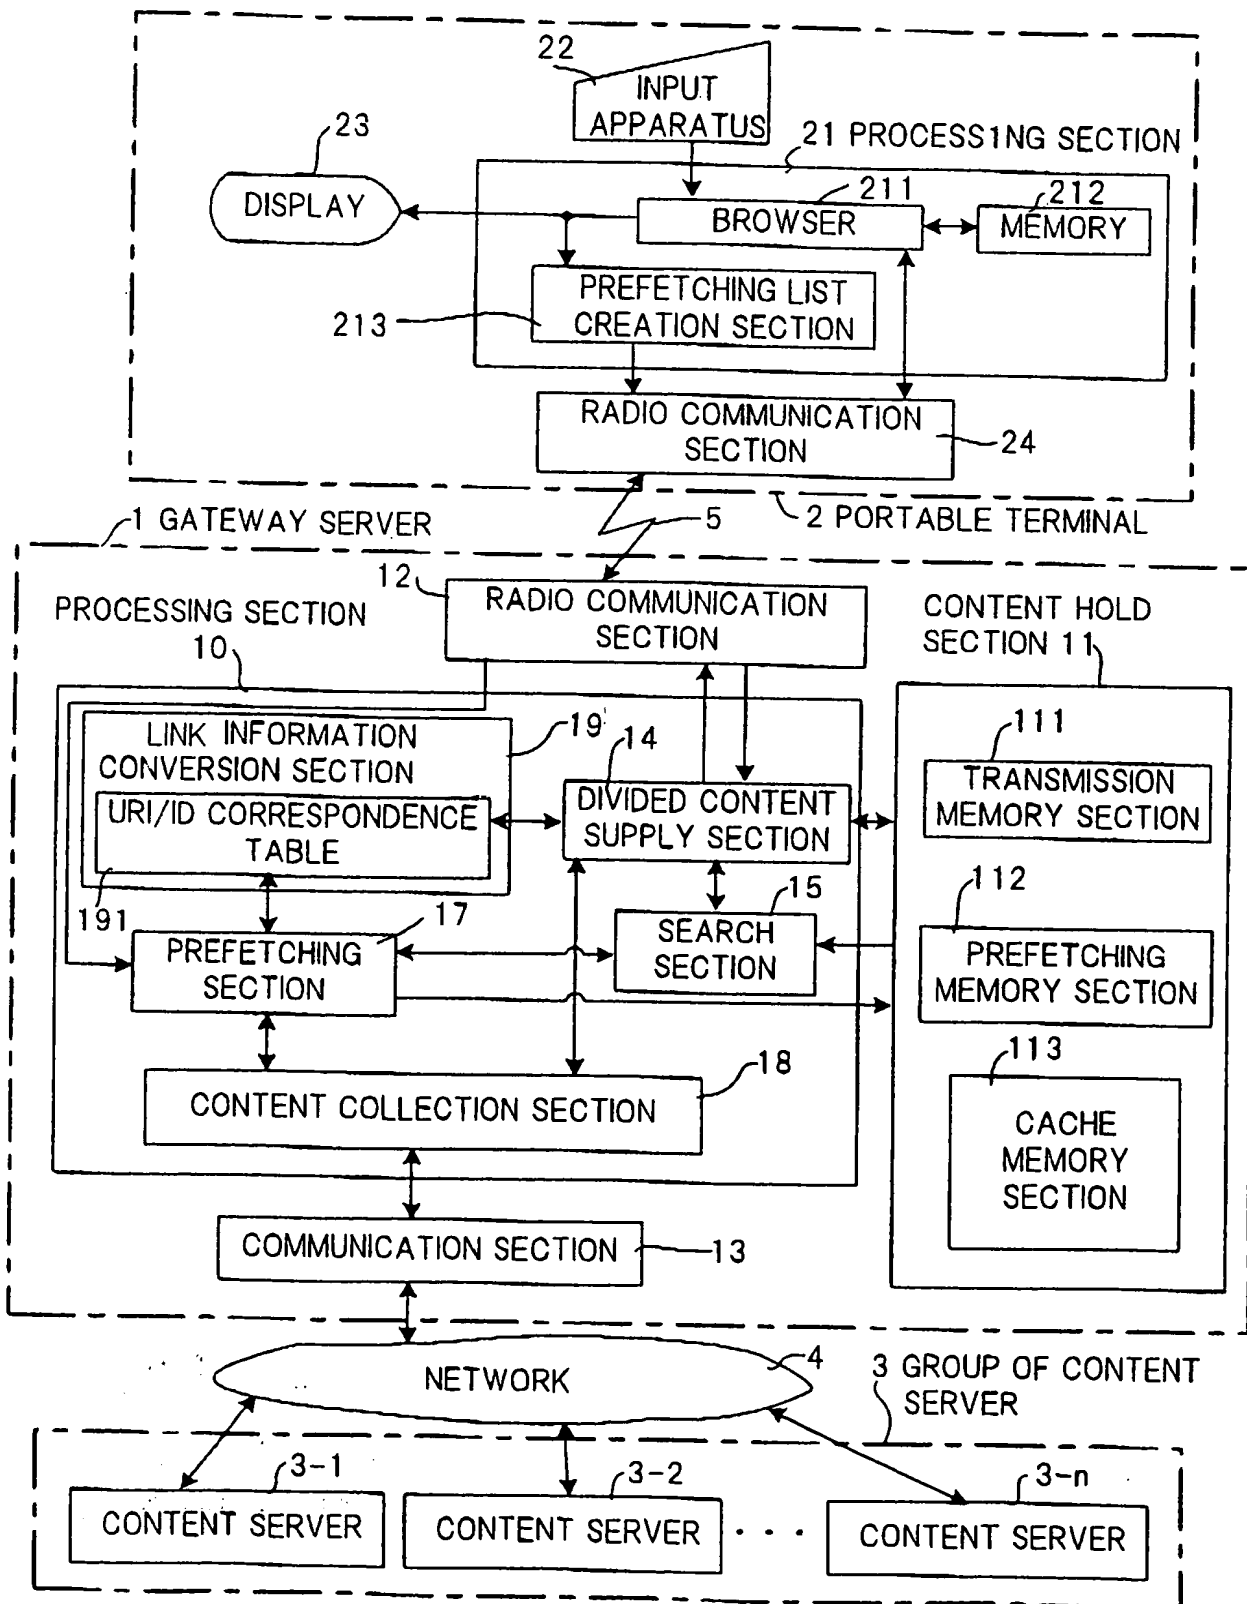 22
INPUT
APPARATUS
23
DISPLAY
21 PROCESS1NG SECTION
211
BROWSER
212
MEMORY
PREFETCHING LIST
CREATION SECTION
213
RADIO COMMUNICATION
SECTION
24
5
2 PORTABLE TERMINAL
1 GATEWAY SERVER
12
RADIO COMMUNICATION
SECTION
PROCESSING SECTION
10
CONTENT HOLD
SECTION 11
LINK INFORMATION
CONVERSION SECTION
19
URI/ID CORRESPONDENCE
TABLE
191
14
DIVIDED CONTENT
SUPPLY SECTION
111
TRANSMISSION
MEMORY SECTION
17
PREFETCHING
SECTION
15
SEARCH
SECTION
112
PREFETCHING
MEMORY SECTION
18
CONTENT COLLECTION SECTION
113
CACHE
MEMORY
SECTION
COMMUNICATION SECTION
13
NETWORK
4
3 GROUP OF CONTENT
SERVER
3-1
CONTENT SERVER
3-2
CONTENT SERVER
· · · ·
3-n
CONTENT SERVER